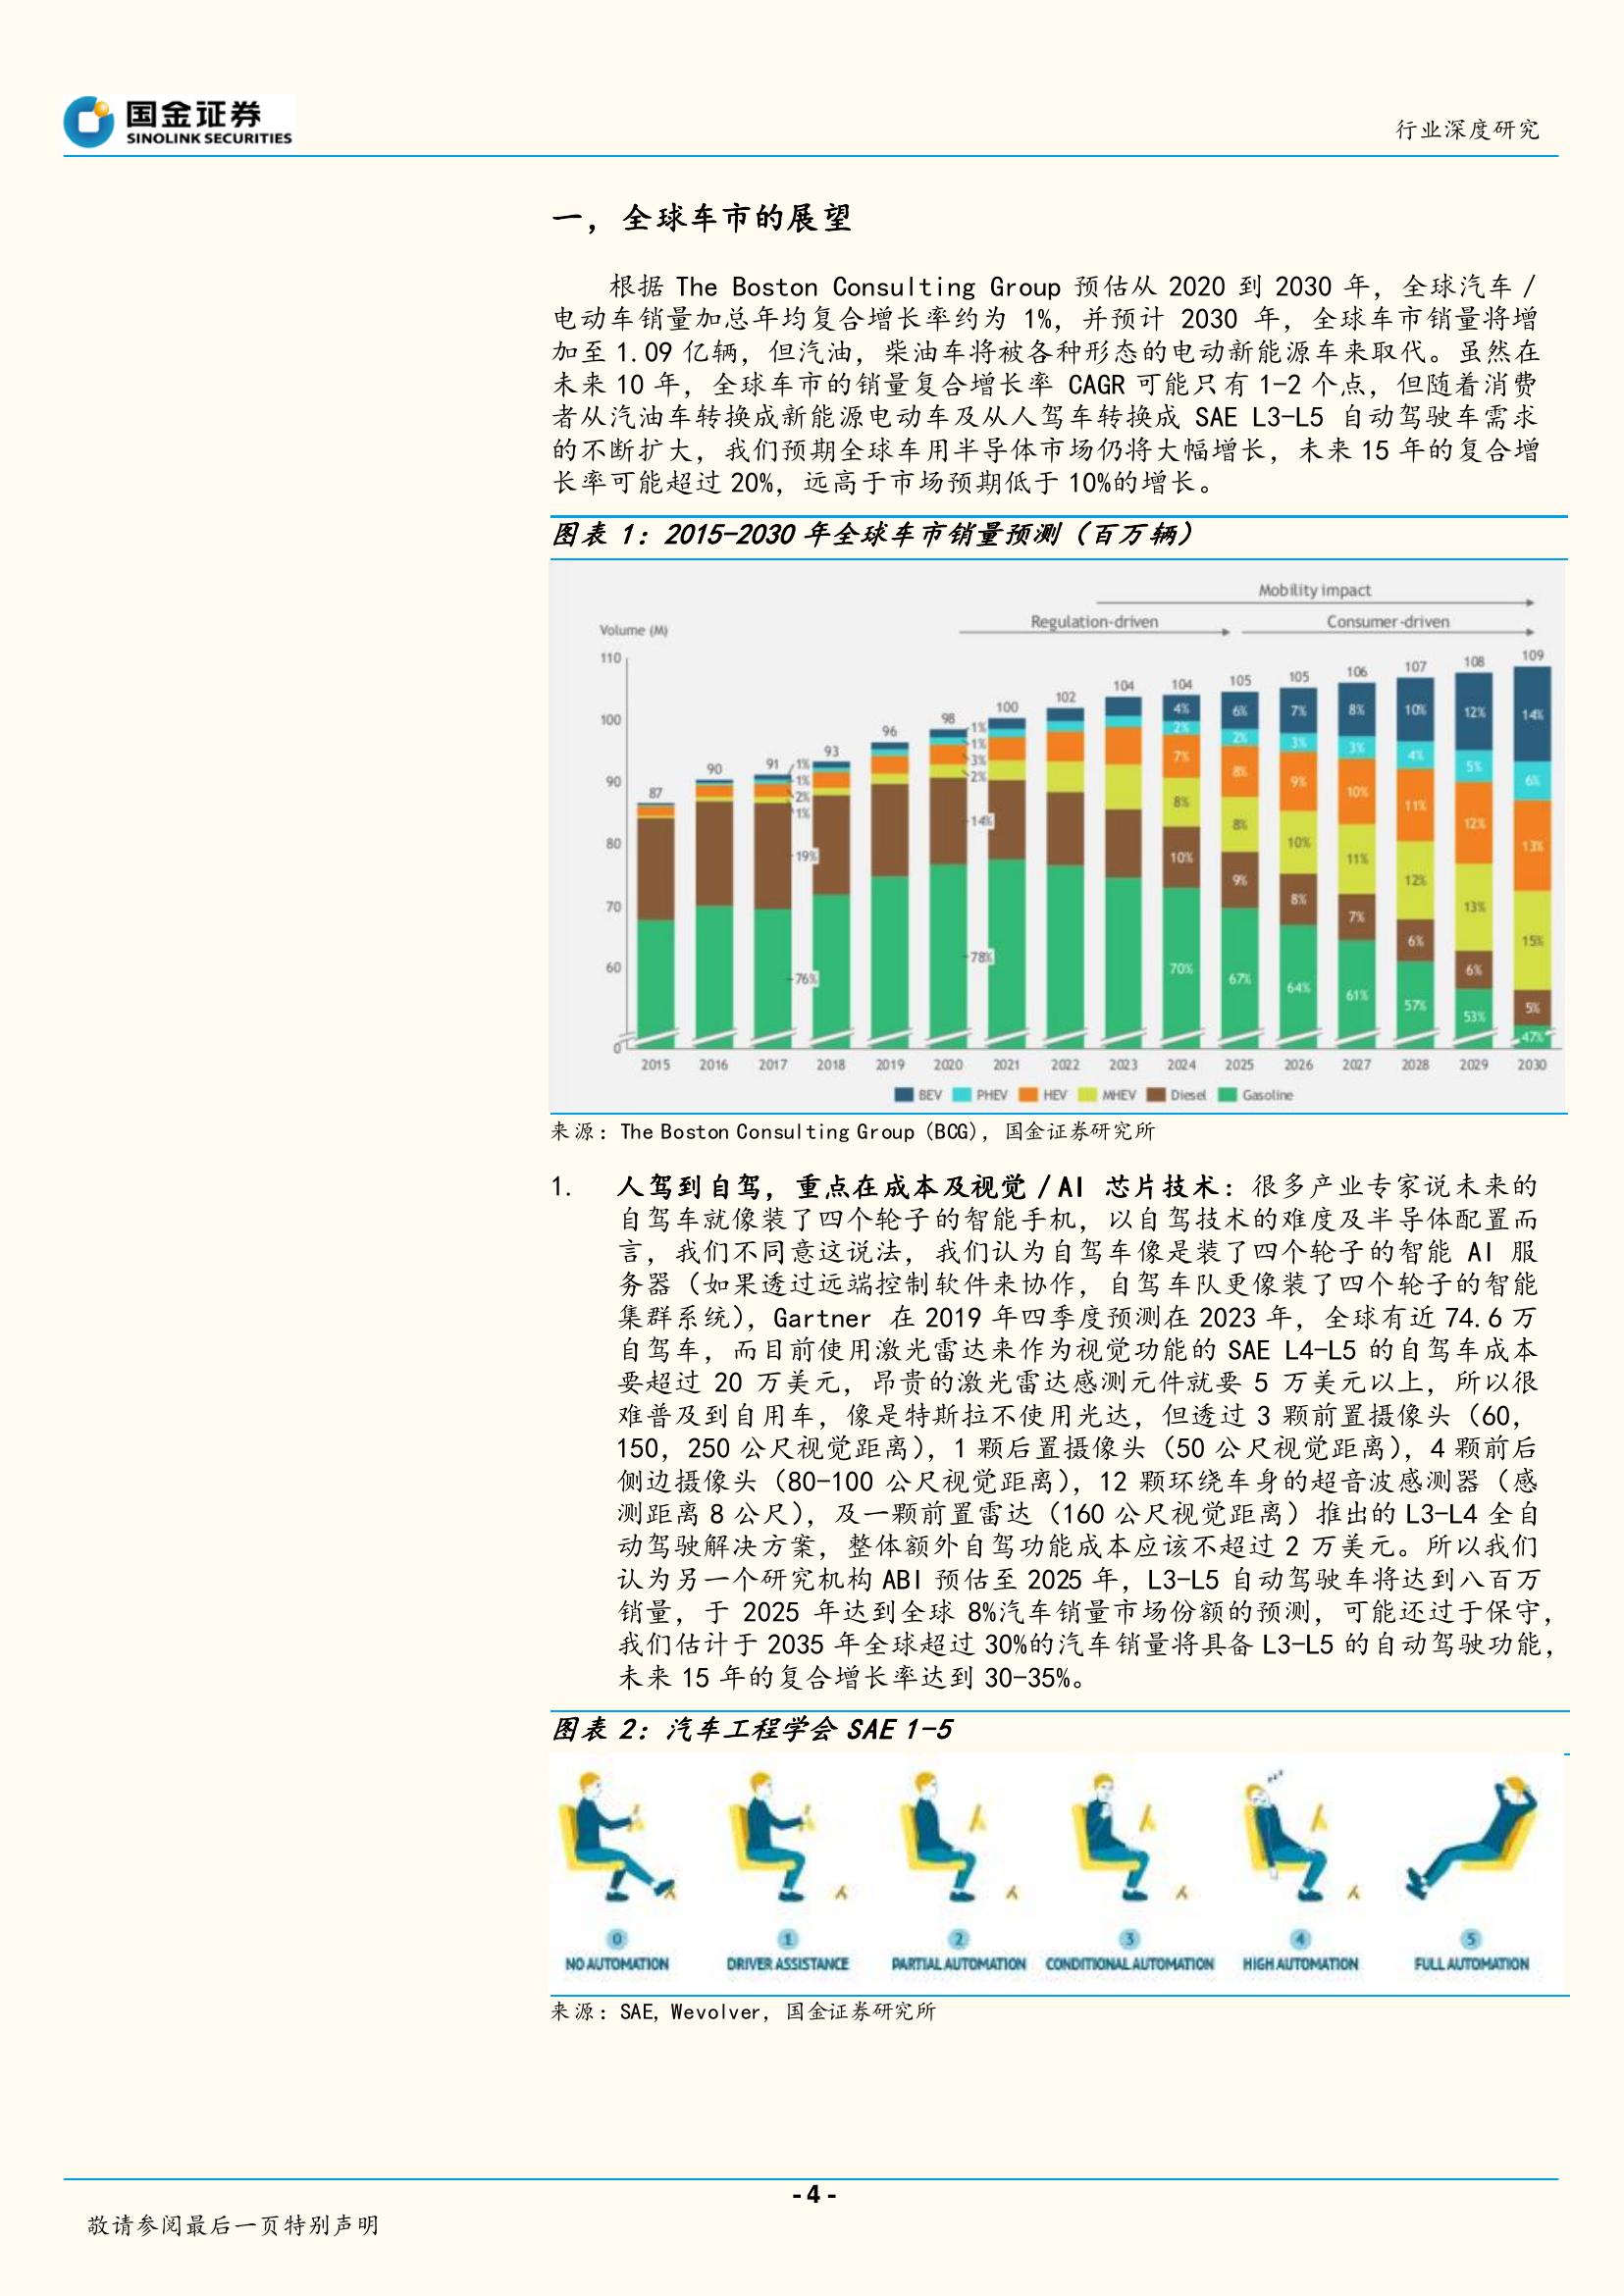 国金证券
SINOLINK SECURITIES
行业深度研究
一，全球车市的展望
根据 The Boston Consulting Group 预估从 2020 到 2030 年，全球汽车/
电动车销量加总年均复合增长率约为 1%，并预计 2030 年，全球车市销量将增
加至 1.09 亿辆，但汽油，柴油车将被各种形态的电动新能源车来取代。虽然在
未来 10 年，全球车市的销量复合增长率 CAGR 可能只有 1-2 个点，但随着消费
者从汽油车转换成新能源电动车及从人驾车转换成 SAE L3-L5 自动驾驶车需求
的不断扩大，我们预期全球车用半导体市场仍将大幅增长，未来 15 年的复合增
长率可能超过 20%，远高于市场预期低于 10%的增长。
图表 1：2015-2030 年全球车市销量预测（百万辆）
Mobility impact
Regulation-driven
Consumer-driven
Volume (M)
110
100
90
80
70
60
0
87
90
91
93
96
98
100
102
104
104
105
105
106
107
108
109
1%
1%
2%
1%
19%
76%
1%
1%
3%
2%
14%
78%
4%
2%
7%
8%
10%
70%
6%
2%
8%
8%
9%
67%
7%
3%
9%
10%
8%
64%
8%
3%
10%
11%
7%
61%
10%
4%
11%
12%
6%
57%
12%
5%
12%
13%
6%
53%
14%
6%
13%
15%
5%
47%
2015 2016 2017 2018 2019 2020 2021 2022 2023 2024 2025 2026 2027 2028 2029 2030
BEV PHEV HEV MHEV Diesel Gasoline
来源：The Boston Consulting Group (BCG)，国金证券研究所
1. 人驾到自驾，重点在成本及视觉/AI 芯片技术：很多产业专家说未来的
自驾车就像装了四个轮子的智能手机，以自驾技术的难度及半导体配置而
言，我们不同意这说法，我们认为自驾车像是装了四个轮子的智能 AI 服
务器（如果透过远端控制软件来协作，自驾车队更像装了四个轮子的智能
集群系统），Gartner 在 2019 年四季度预测在 2023 年，全球有近 74.6 万
自驾车，而目前使用激光雷达来作为视觉功能的 SAE L4-L5 的自驾车成本
要超过 20 万美元，昂贵的激光雷达感测元件就要 5 万美元以上，所以很
难普及到自用车，像是特斯拉不使用光达，但透过 3 颗前置摄像头（60，
150，250 公尺视觉距离），1 颗后置摄像头（50 公尺视觉距离），4 颗前后
侧边摄像头（80-100 公尺视觉距离），12 颗环绕车身的超音波感测器（感
测距离 8 公尺），及一颗前置雷达（160 公尺视觉距离）推出的 L3-L4 全自
动驾驶解决方案，整体额外自驾功能成本应该不超过 2 万美元。所以我们
认为另一个研究机构 ABI 预估至 2025 年，L3-L5 自动驾驶车将达到八百万
销量，于 2025 年达到全球 8%汽车销量市场份额的预测，可能还过于保守，
我们估计于 2035 年全球超过 30%的汽车销量将具备 L3-L5 的自动驾驶功能，
未来 15 年的复合增长率达到 30-35%。
图表 2：汽车工程学会 SAE 1-5
0 1 2 3 4 5
NO AUTOMATION DRIVER ASSISTANCE PARTIAL AUTOMATION CONDITIONAL AUTOMATION HIGH AUTOMATION FULL AUTOMATION
来源：SAE, Wevolver，国金证券研究所
- 4 -
敬请参阅最后一页特别声明